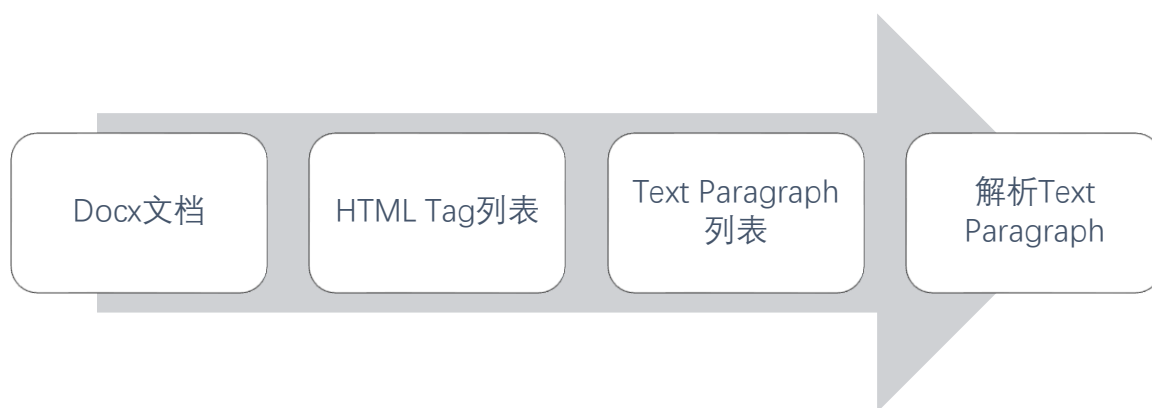 Docx文档
HTML Tag列表
Text Paragraph
列表
解析Text
Paragraph